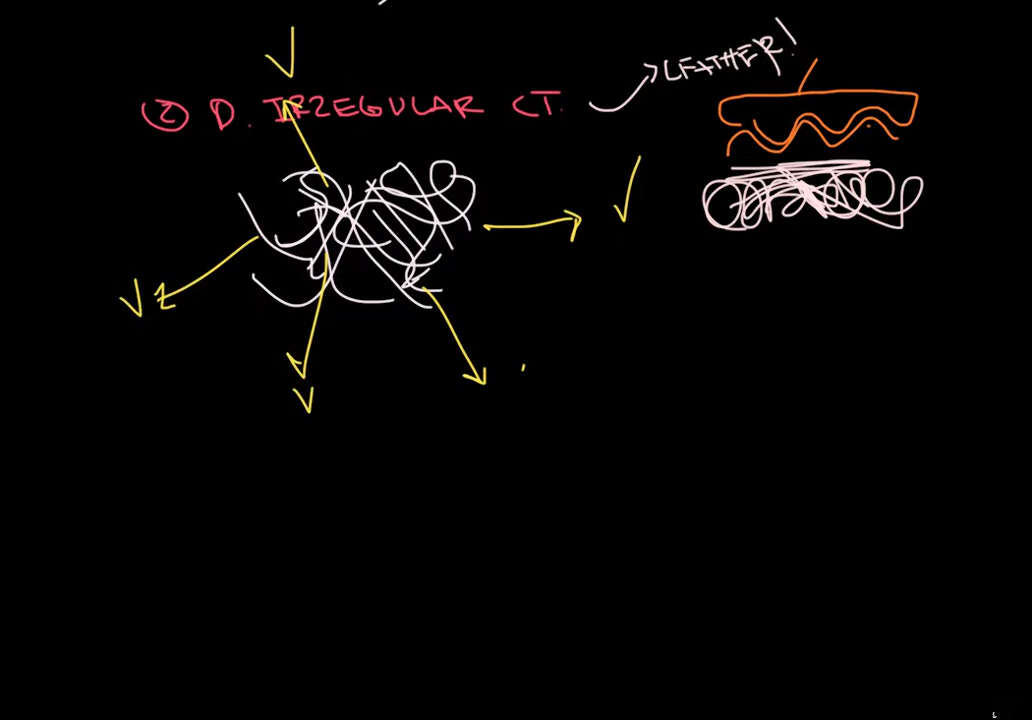 ② D. IRREGULAR CT. → LEATHER!